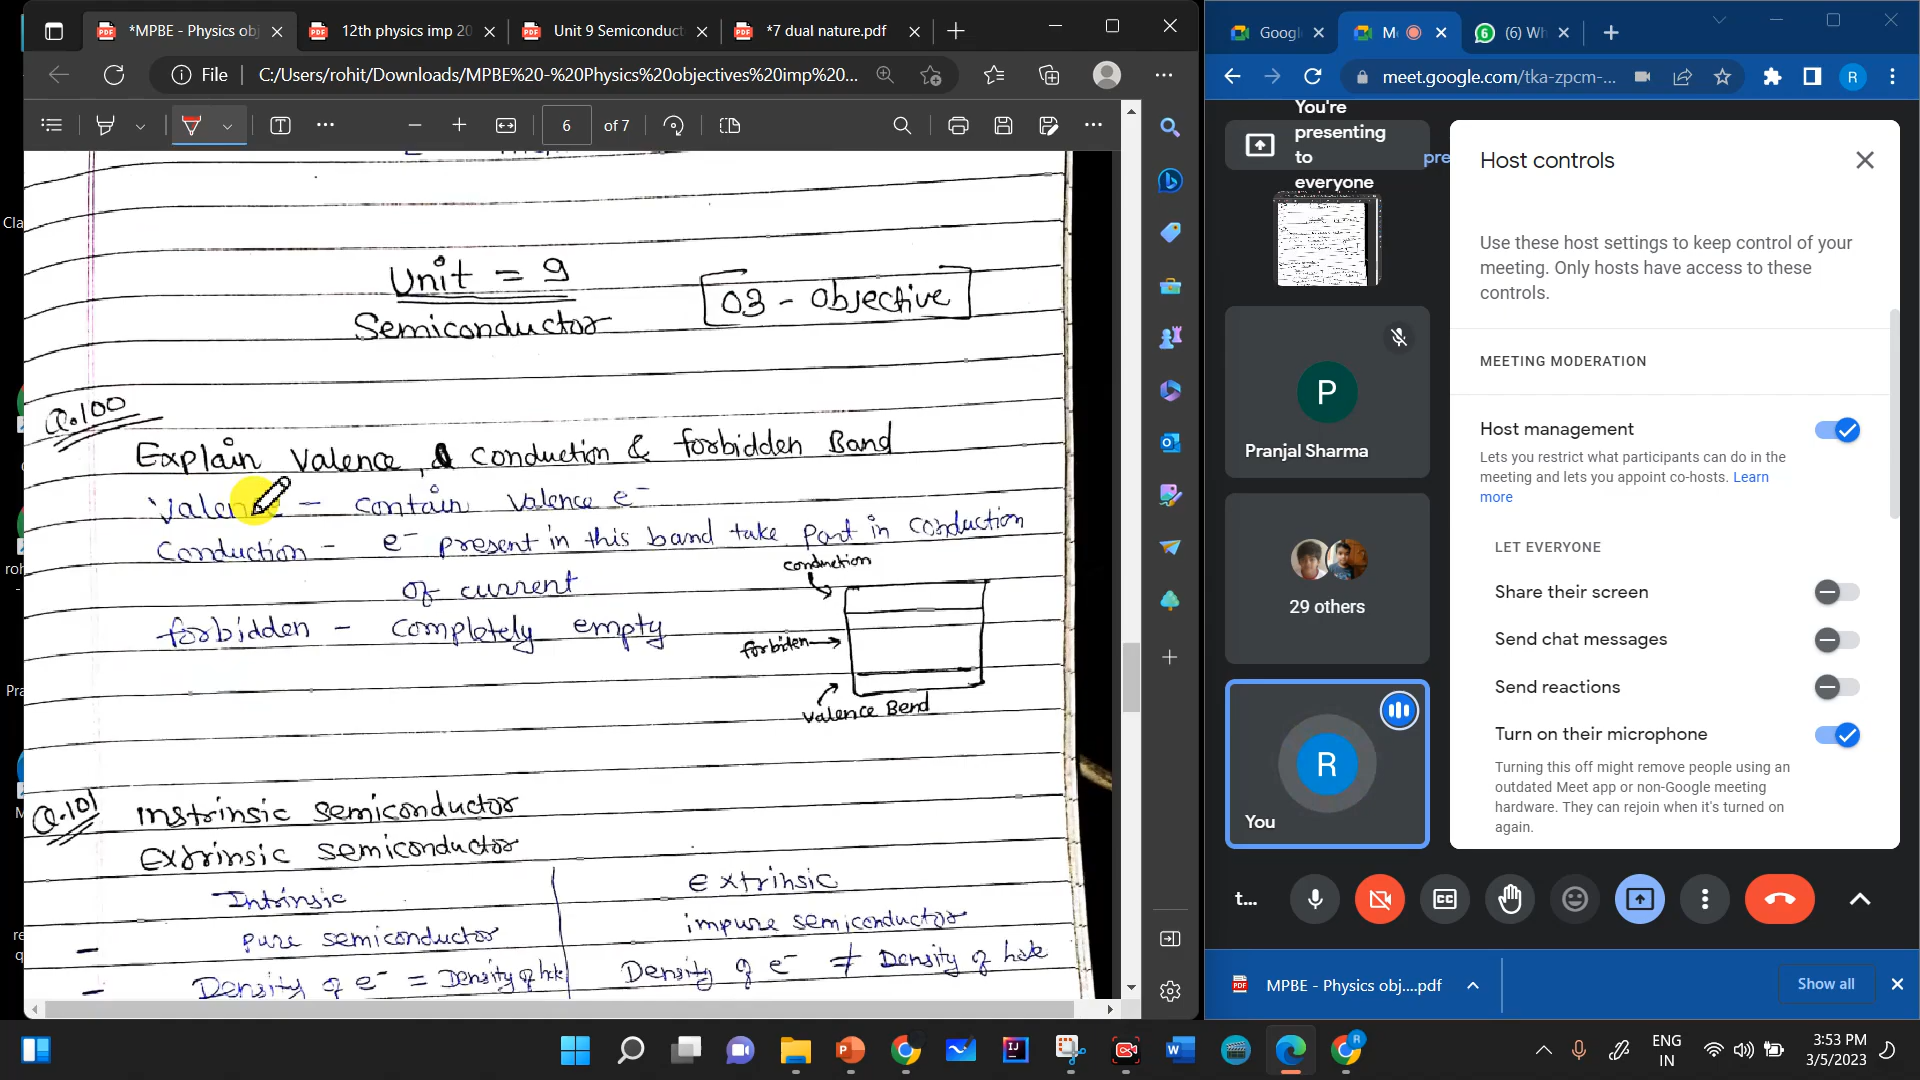 *MPBE - Physics obj
12th physics imp 20
Unit 9 Semiconduct
*7 dual nature.pdf
File
C:/Users/rohit/Downloads/MPBE%20-%20Physics%20objectives%20imp%20...
6
of 7
Unit = 9
Semiconductor
03 - Objective
Q.100
Explain Valence, & conduction & forbidden Band
Valence - contain valence e-
Conduction - e- present in this band take part in conduction
of current
forbidden - completely empty
conduction
forbiden
valence Bend
Q.101
Instrinsic semiconductor
Extrinsic semiconductor
Intrinsic
Extrinsic
- pure semiconductor
impure semiconductor
- Density of e- = Density of hole
Density of e- ≠ Density of hole
Cla
roh
-
Pra
M
re
q
Googl
M
(6) Wh
meet.google.com/tka-zpcm-...
R
You're
presenting
to
everyone
pre
P
Pranjal Sharma
29 others
R
You
Host controls
Use these host settings to keep control of your
meeting. Only hosts have access to these
controls.
MEETING MODERATION
Host management
Lets you restrict what participants can do in the
meeting and lets you appoint co-hosts. Learn
more
LET EVERYONE
Share their screen
Send chat messages
Send reactions
Turn on their microphone
Turning this off might remove people using an
outdated Meet app or non-Google meeting
hardware. They can rejoin when it's turned on
again.
t...
CC
MPBE - Physics obj....pdf
Show all
ENG
IN
3:53 PM
3/5/2023